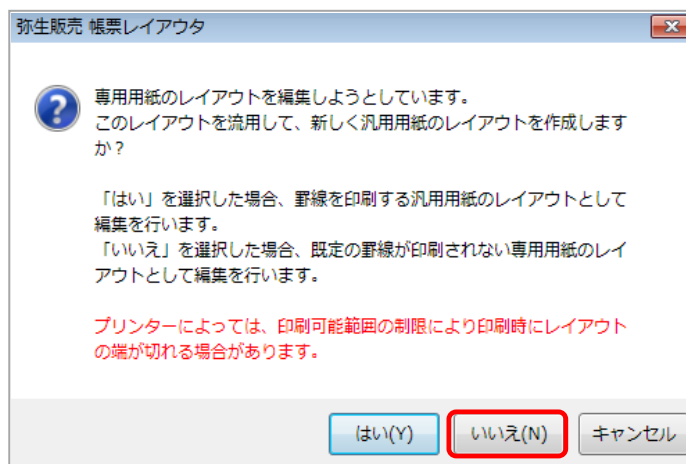 弥生販売 帳票レイアウタ
専用用紙のレイアウトを編集しようとしています。
このレイアウトを流用して、新しく汎用用紙のレイアウトを作成します
か？
「はい」を選択した場合、罫線を印刷する汎用用紙のレイアウトとして
編集を行います。
「いいえ」を選択した場合、既定の罫線が印刷されない専用用紙のレイ
アウトとして編集を行います。
プリンターによっては、印刷可能範囲の制限により印刷時にレイアウト
の端が切れる場合があります。
はい(Y) いいえ(N) キャンセル